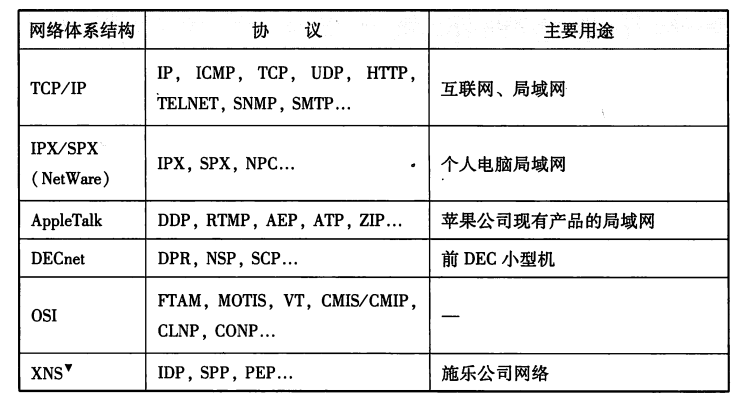 网络体系结构 协 议 主要用途
TCP/IP IP, ICMP, TCP, UDP, HTTP, 互联网、局域网
TELNET, SNMP, SMTP…
IPX/SPX
(NetWare) IPX, SPX, NPC… 个人电脑局域网
AppleTalk DDP, RTMP, AEP, ATP, ZIP… 苹果公司现有产品的局域网
DECnet DPR, NSP, SCP… 前 DEC 小型机
OSI FTAM, MOTIS, VT, CMIS/CMIP, —
CLNP, CONP…
XNS▼ IDP, SPP, PEP… 施乐公司网络